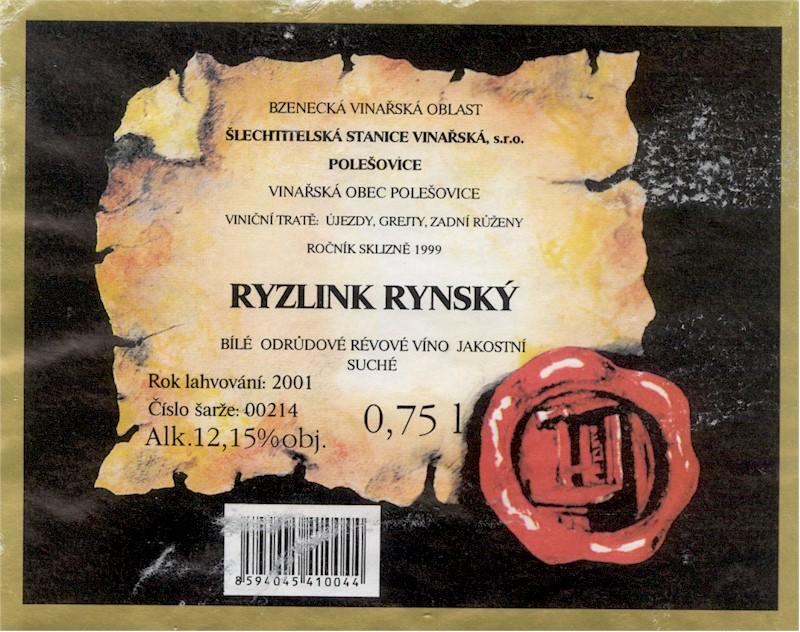 BZENECKÁ VINAŘSKÁ OBLAST
ŠLECHTITELSKÁ STANICE VINAŘSKÁ, s.r.o.
POLEŠOVICE
VINAŘSKÁ OBEC POLEŠOVICE
VINIČNÍ TRATĚ: ÚJEZDY, GREJTY, ZADNÍ RŮŽENY
ROČNÍK SKLIZNĚ 1999
RYZLINK RYNSKÝ
BÍLÉ ODRŮDOVÉ RÉVOVÉ VÍNO JAKOSTNÍ
SUCHÉ
Rok lahvování: 2001
Číslo šarže: 00214
Alk.12,15%obj.
0,75 l
8594045410044